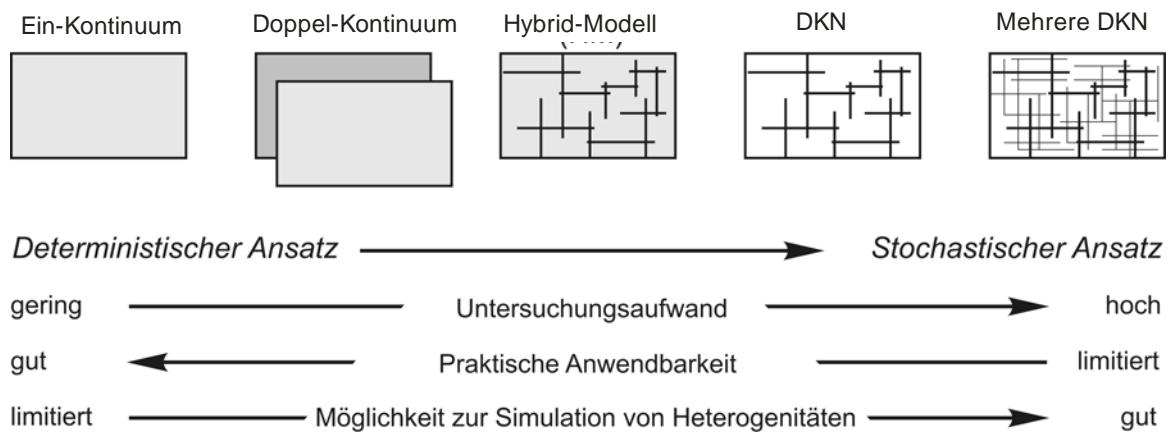 Ein-Kontinuum Doppel-Kontinuum Hybrid-Modell DKN Mehrere DKN
Deterministischer Ansatz Stochastischer Ansatz
gering Untersuchungsaufwand hoch
gut Praktische Anwendbarkeit limitiert
limitiert Möglichkeit zur Simulation von Heterogenitäten gut